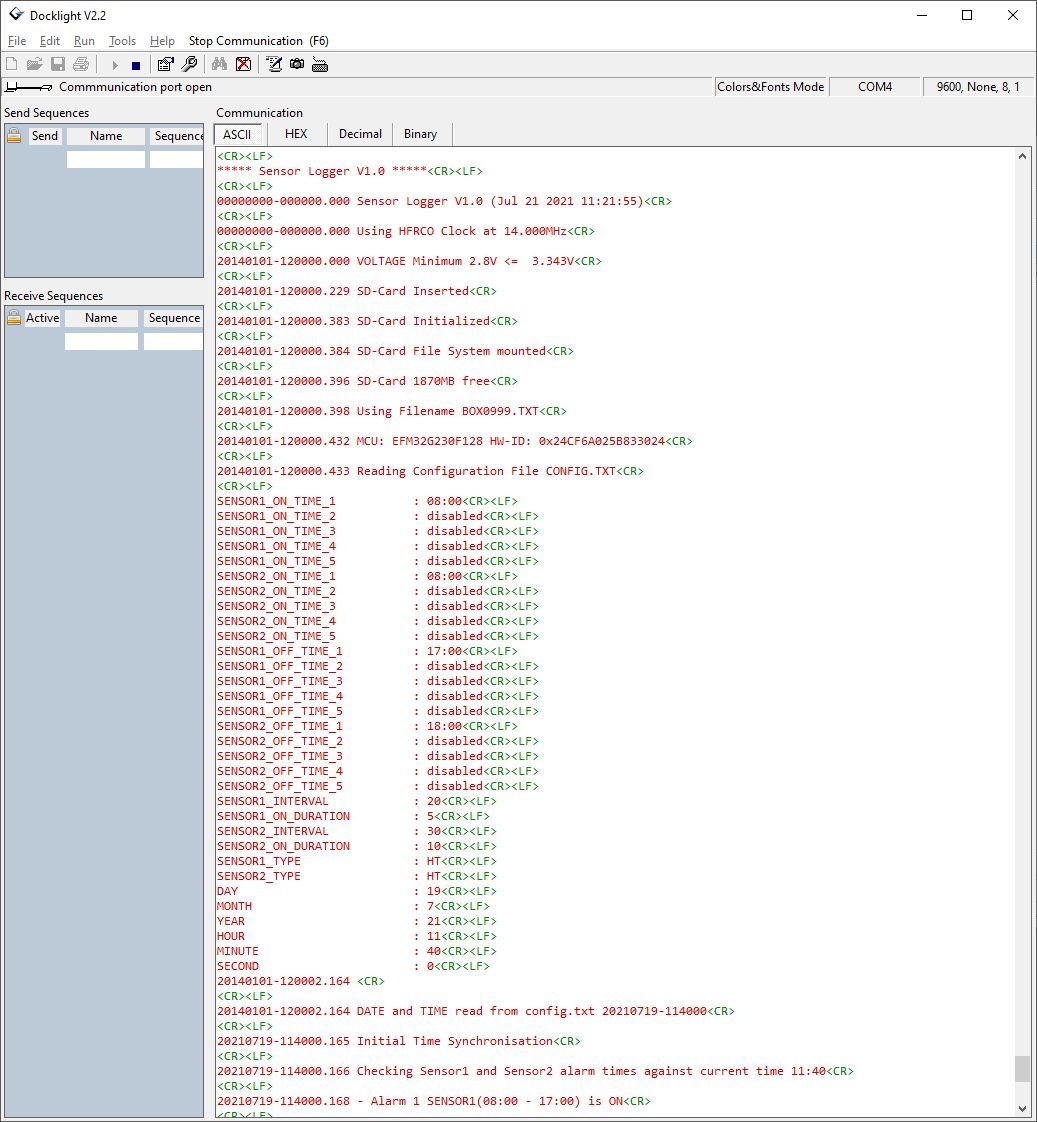 Docklight V2.2
File Edit Run Tools Help Stop Communication (F6)
Commmunication port open
Colors&Fonts Mode COM4 9600, None, 8, 1
Send Sequences
Send Name Sequence
Receive Sequences
Active Name Sequence
Communication
ASCII HEX Decimal Binary
<CR><LF>
***** Sensor Logger V1.0 *****<CR><LF>
<CR><LF>
00000000-000000.000 Sensor Logger V1.0 (Jul 21 2021 11:21:55)<CR>
<CR><LF>
00000000-000000.000 Using HFRCO Clock at 14.000MHz<CR>
<CR><LF>
20140101-120000.000 VOLTAGE Minimum 2.8V <=  3.343V<CR>
<CR><LF>
20140101-120000.229 SD-Card Inserted<CR>
<CR><LF>
20140101-120000.383 SD-Card Initialized<CR>
<CR><LF>
20140101-120000.384 SD-Card File System mounted<CR>
<CR><LF>
20140101-120000.396 SD-Card 1870MB free<CR>
<CR><LF>
20140101-120000.398 Using Filename BOX0999.TXT<CR>
<CR><LF>
20140101-120000.432 MCU: EFM32G230F128 HW-ID: 0x24CF6A025B833024<CR>
<CR><LF>
20140101-120000.433 Reading Configuration File CONFIG.TXT<CR>
<CR><LF>
SENSOR1_ON_TIME_1 : 08:00<CR><LF>
SENSOR1_ON_TIME_2 : disabled<CR><LF>
SENSOR1_ON_TIME_3 : disabled<CR><LF>
SENSOR1_ON_TIME_4 : disabled<CR><LF>
SENSOR1_ON_TIME_5 : disabled<CR><LF>
SENSOR2_ON_TIME_1 : 08:00<CR><LF>
SENSOR2_ON_TIME_2 : disabled<CR><LF>
SENSOR2_ON_TIME_3 : disabled<CR><LF>
SENSOR2_ON_TIME_4 : disabled<CR><LF>
SENSOR2_ON_TIME_5 : disabled<CR><LF>
SENSOR1_OFF_TIME_1 : 17:00<CR><LF>
SENSOR1_OFF_TIME_2 : disabled<CR><LF>
SENSOR1_OFF_TIME_3 : disabled<CR><LF>
SENSOR1_OFF_TIME_4 : disabled<CR><LF>
SENSOR1_OFF_TIME_5 : disabled<CR><LF>
SENSOR2_OFF_TIME_1 : 18:00<CR><LF>
SENSOR2_OFF_TIME_2 : disabled<CR><LF>
SENSOR2_OFF_TIME_3 : disabled<CR><LF>
SENSOR2_OFF_TIME_4 : disabled<CR><LF>
SENSOR2_OFF_TIME_5 : disabled<CR><LF>
SENSOR1_INTERVAL : 20<CR><LF>
SENSOR1_ON_DURATION : 5<CR><LF>
SENSOR2_INTERVAL : 30<CR><LF>
SENSOR2_ON_DURATION : 10<CR><LF>
SENSOR1_TYPE : HT<CR><LF>
SENSOR2_TYPE : HT<CR><LF>
DAY : 19<CR><LF>
MONTH : 7<CR><LF>
YEAR : 21<CR><LF>
HOUR : 11<CR><LF>
MINUTE : 40<CR><LF>
SECOND : 0<CR><LF>
20140101-120002.164 <CR>
<CR><LF>
20140101-120002.164 DATE and TIME read from config.txt 20210719-114000<CR>
<CR><LF>
20210719-114000.165 Initial Time Synchronisation<CR>
<CR><LF>
20210719-114000.166 Checking Sensor1 and Sensor2 alarm times against current time 11:40<CR>
<CR><LF>
20210719-114000.168 - Alarm 1 SENSOR1(08:00 - 17:00) is ON<CR>
<CR><LF>